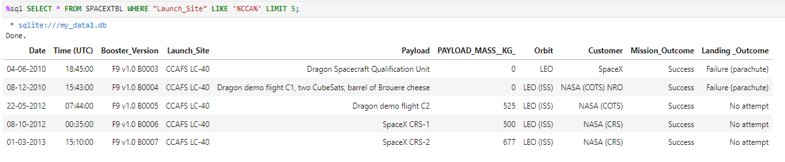 %sql SELECT * FROM SPACEXTBL WHERE "Launch_Site" LIKE '%CCA%' LIMIT 5;
* sqlite:///my_data1.db
Done.
Date Time (UTC) Booster_Version Launch_Site Payload PAYLOAD_MASS__KG_ Orbit Customer Mission_Outcome Landing _Outcome
04-06-2010 18:45:00 F9 v1.0 B0003 CCAFS LC-40 Dragon Spacecraft Qualification Unit 0 LEO SpaceX Success Failure (parachute)
08-12-2010 15:43:00 F9 v1.0 B0004 CCAFS LC-40 Dragon demo flight C1, two CubeSats, barrel of Brouere cheese 0 LEO (ISS) NASA (COTS) NRO Success Failure (parachute)
22-05-2012 07:44:00 F9 v1.0 B0005 CCAFS LC-40 Dragon demo flight C2 525 LEO (ISS) NASA (COTS) Success No attempt
08-10-2012 00:35:00 F9 v1.0 B0006 CCAFS LC-40 SpaceX CRS-1 500 LEO (ISS) NASA (CRS) Success No attempt
01-03-2013 15:10:00 F9 v1.0 B0007 CCAFS LC-40 SpaceX CRS-2 677 LEO (ISS) NASA (CRS) Success No attempt